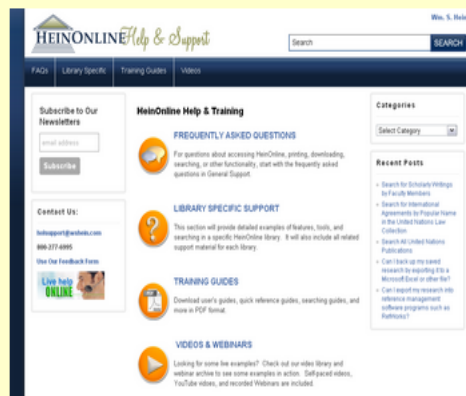 Wm. S. Hein
HEINONLINE Help & Support
Search
SEARCH
FAQs
Library Specific
Training Guides
Videos
Subscribe to Our
Newsletters
email address
Subscribe
Contact Us:
holsupport@wshein.com
800-277-6995
Use Our Feedback Form
Live help
ONLINE
HeinOnline Help & Training
FREQUENTLY ASKED QUESTIONS
For questions about accessing HeinOnline, printing, downloading,
searching, or other functionality, start with the frequently asked
questions in General Support.
LIBRARY SPECIFIC SUPPORT
This section will provide detailed examples of features, tools, and
searching in a specific HeinOnline library. It will also include all related
support material for each library.
TRAINING GUIDES
Download user's guides, quick reference guides, searching guides, and
more in PDF format.
VIDEOS & WEBINARS
Looking for some live examples? Check out our video library and
webinar archive to see some examples in action. Self-paced videos,
YouTube videos, and recorded Webinars are included.
Categories
Select Category
Recent Posts
Search for Scholarly Writings
by Faculty Members
Search for International
Agreements by Popular Name
in the United Nations Law
Collection
Search All United Nations
Publications
Can I back up my saved
research by exporting it to a
Microsoft Excel or other file?
Can I export my research into
reference management
software programs such as
RefWorks?